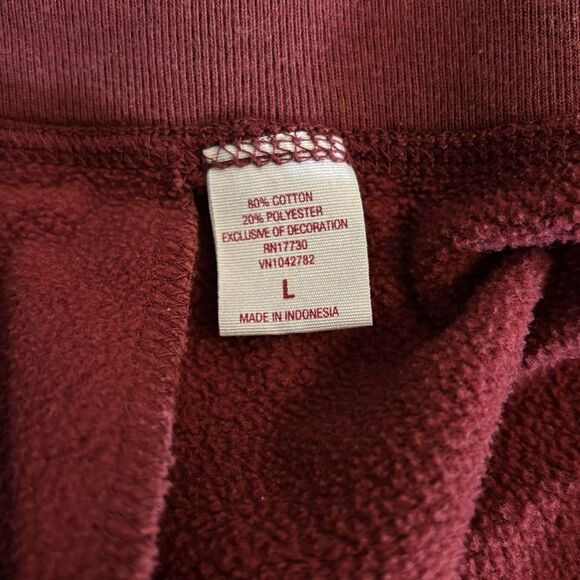 80% COTTON
20% POLYESTER
EXCLUSIVE OF DECORATION
RN17730
VN1042782
L
MADE IN INDONESIA